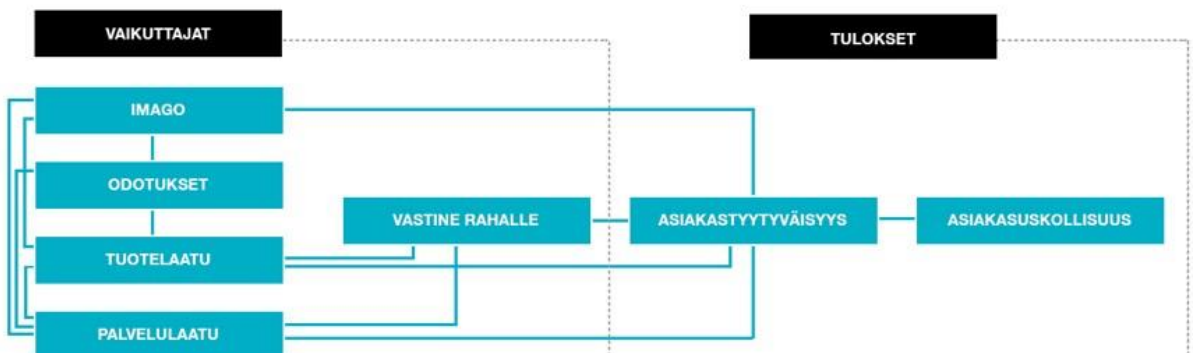 VAIKUTTAJAT
TULOKSET
IMAGO
ODOTUKSET
VASTINE RAHALLE
ASIAKASTYYTYVÄISYYS
ASIAKASUSKOLLISUUS
TUOTELAATU
PALVELULAATU